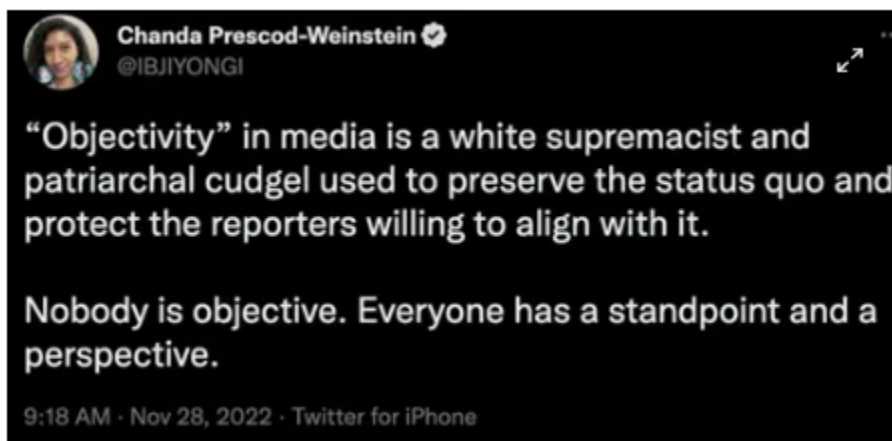 Chanda Prescod-Weinstein
@IBJIYONGI
“Objectivity” in media is a white supremacist and
patriarchal cudgel used to preserve the status quo and
protect the reporters willing to align with it.
Nobody is objective. Everyone has a standpoint and a
perspective.
9:18 AM · Nov 28, 2022 · Twitter for iPhone